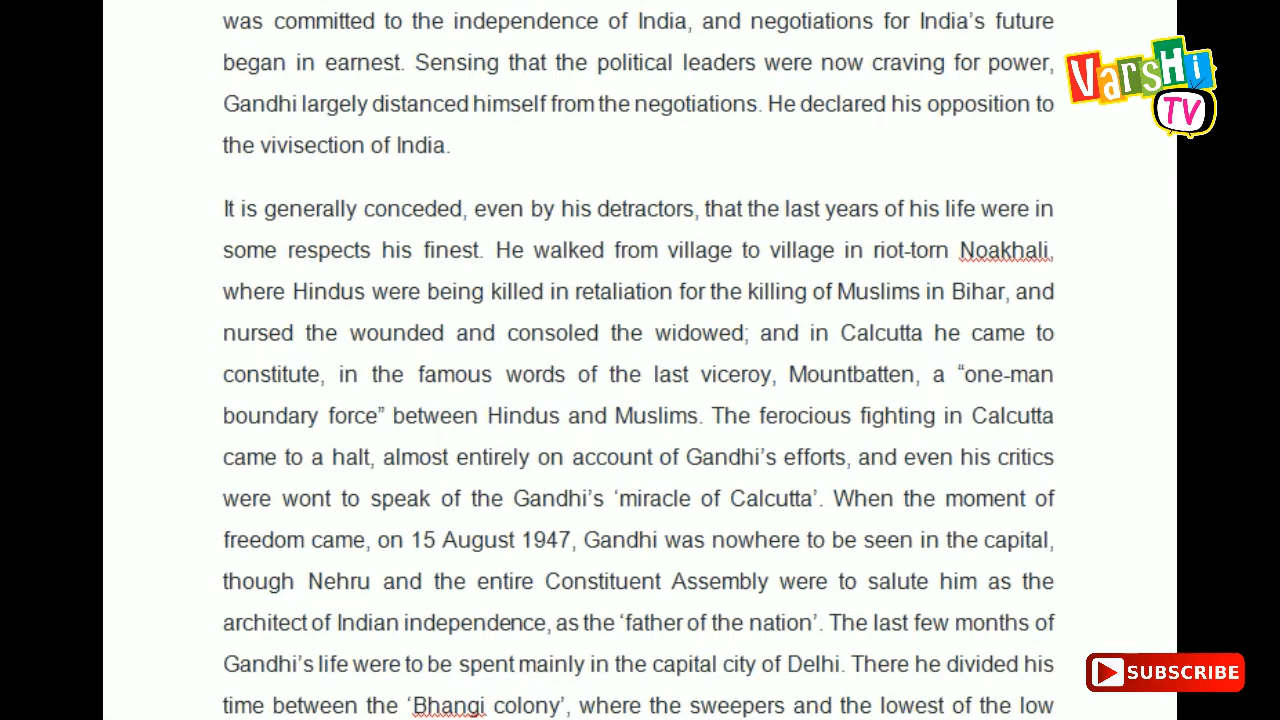 was committed to the independence of India, and negotiations for India’s future
began in earnest. Sensing that the political leaders were now craving for power,
Gandhi largely distanced himself from the negotiations. He declared his opposition to
the vivisection of India.
It is generally conceded, even by his detractors, that the last years of his life were in
some respects his finest. He walked from village to village in riot-torn Noakhali,
where Hindus were being killed in retaliation for the killing of Muslims in Bihar, and
nursed the wounded and consoled the widowed; and in Calcutta he came to
constitute, in the famous words of the last viceroy, Mountbatten, a “one-man
boundary force” between Hindus and Muslims. The ferocious fighting in Calcutta
came to a halt, almost entirely on account of Gandhi’s efforts, and even his critics
were wont to speak of the Gandhi’s ‘miracle of Calcutta’. When the moment of
freedom came, on 15 August 1947, Gandhi was nowhere to be seen in the capital,
though Nehru and the entire Constituent Assembly were to salute him as the
architect of Indian independence, as the ‘father of the nation’. The last few months of
Gandhi’s life were to be spent mainly in the capital city of Delhi. There he divided his
time between the ‘Bhangi colony’, where the sweepers and the lowest of the low
VarsHi
TV
SUBSCRIBE